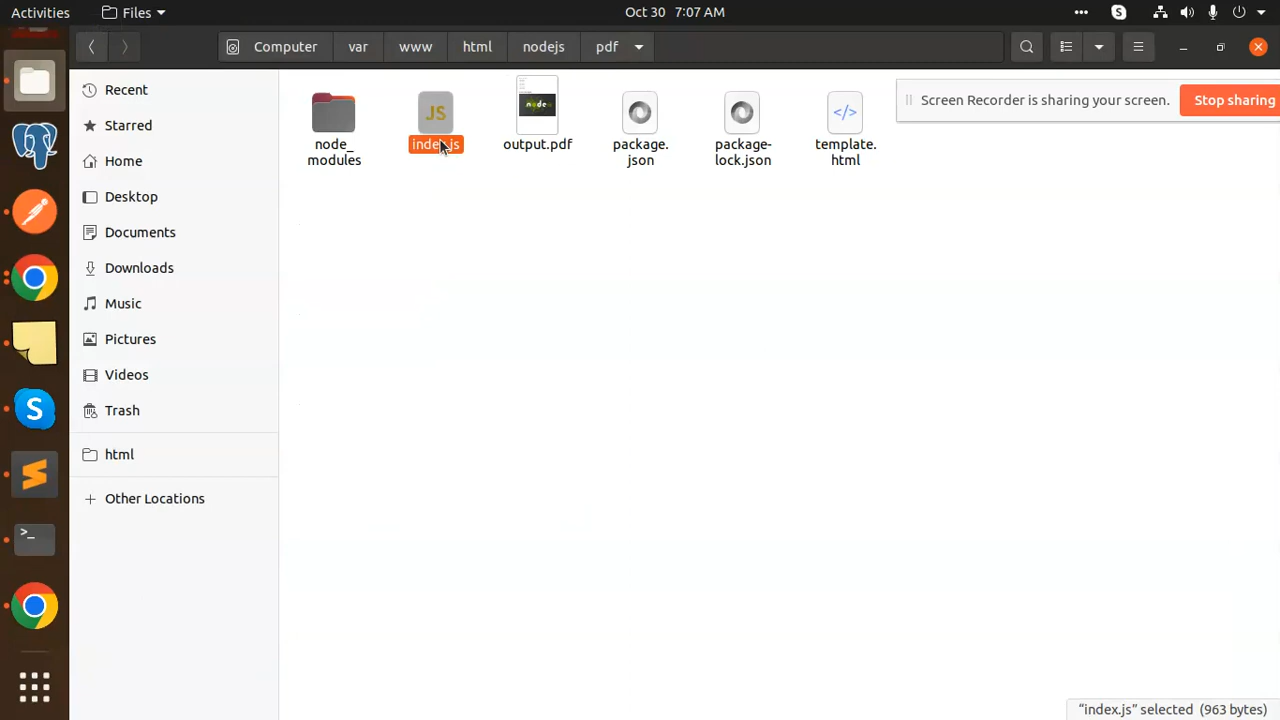 Activities Files Oct 30 7:07 AM
Computer var www html nodejs pdf
Recent
Starred
Home
Desktop
Documents
Downloads
Music
Pictures
Videos
Trash
html
Other Locations
node_
modules
JS
index.js
output.pdf
package.
json
package-
lock.json
</>
template.
html
Screen Recorder is sharing your screen. Stop sharing
"index.js" selected (963 bytes)